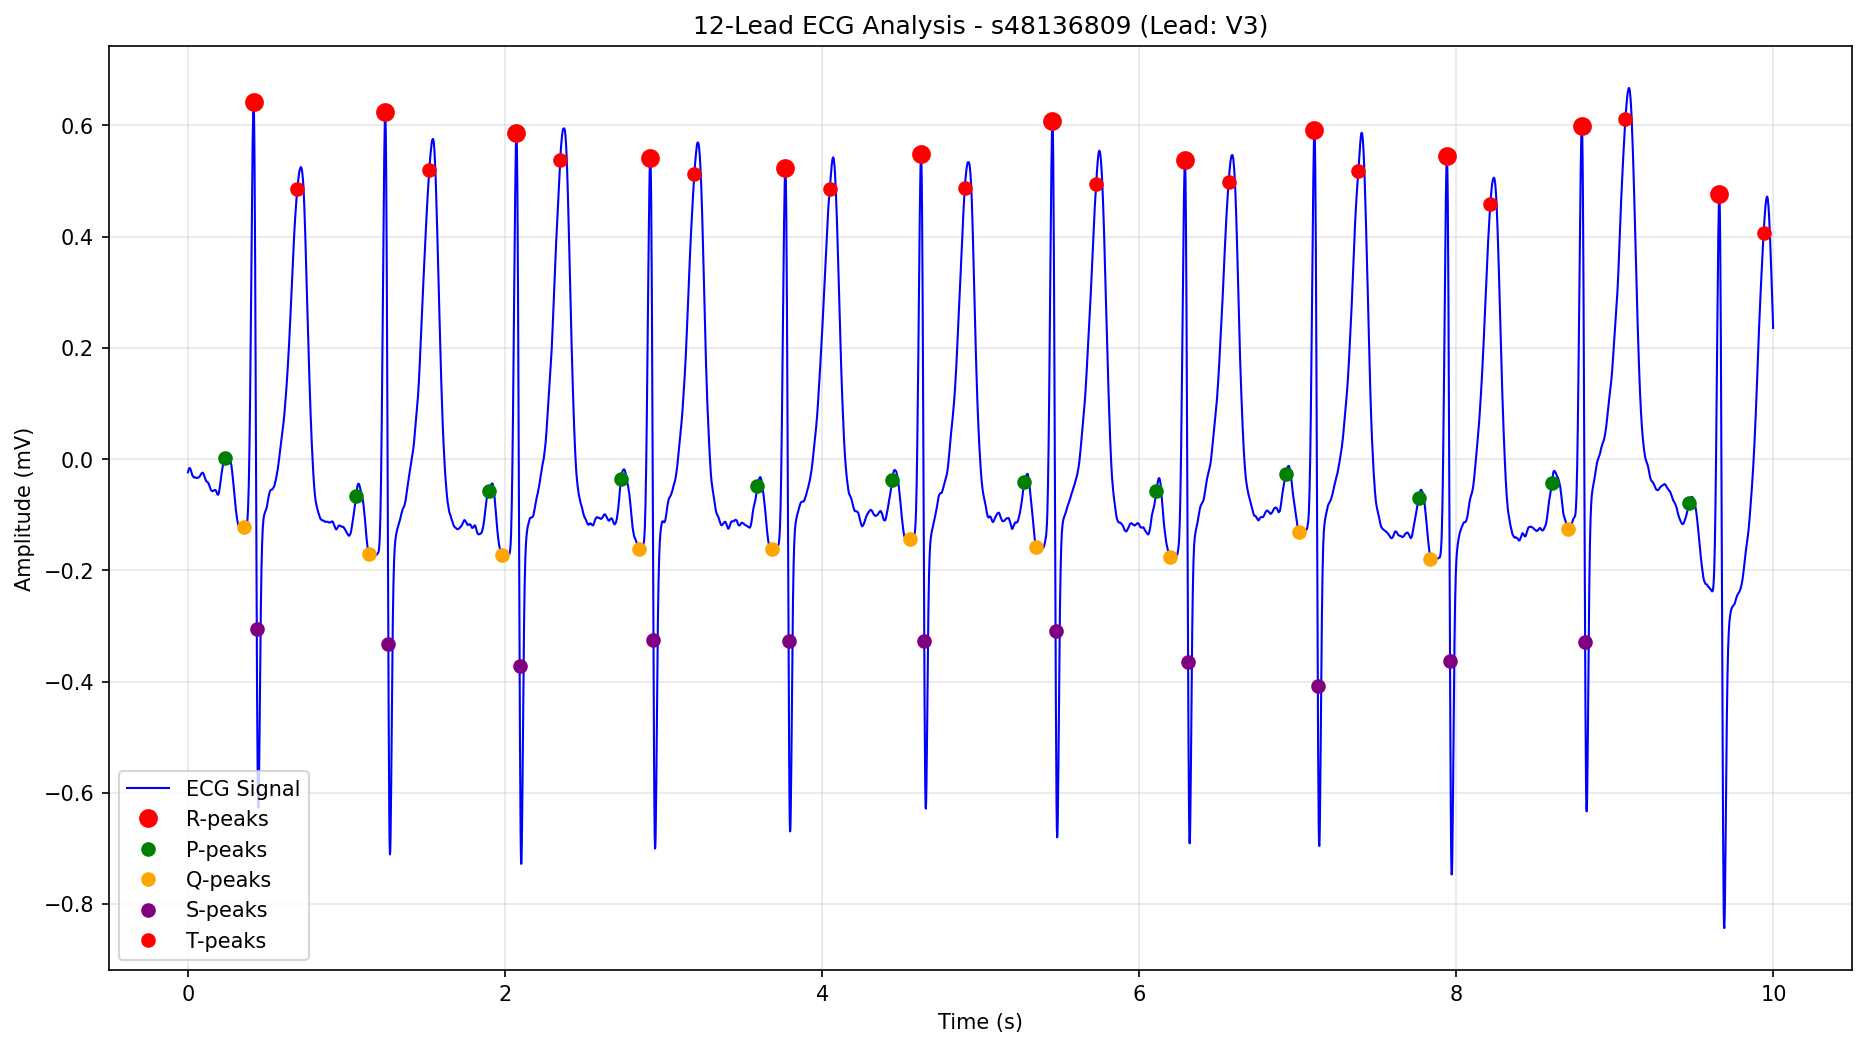 12-Lead ECG Analysis - s48136809 (Lead: V3)
Amplitude (mV)
0.6
0.4
0.2
0.0
−0.2
−0.4
−0.6
−0.8
ECG Signal
R-peaks
P-peaks
Q-peaks
S-peaks
T-peaks
0 2 4 6 8 10
Time (s)